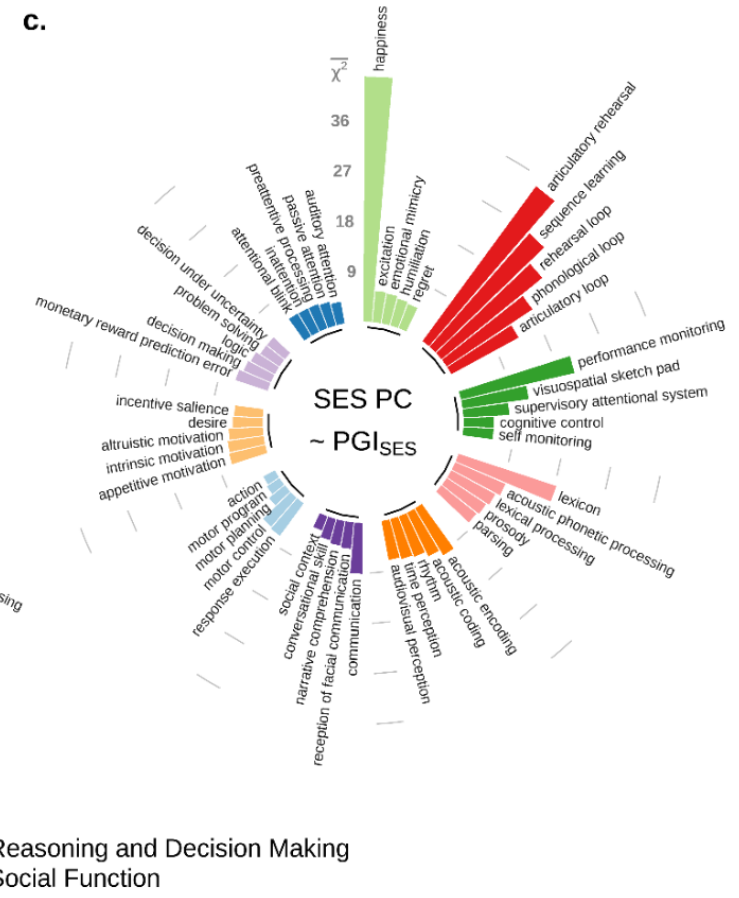 c.
χ2
36
27
18
9
happiness
excitation
emotional mimicry
humiliation
regret
articulatory rehearsal
sequence learning
rehearsal loop
phonological loop
articulatory loop
performance monitoring
visuospatial sketch pad
supervisory attentional system
cognitive control
self monitoring
lexicon
acoustic phonetic processing
lexical processing
prosody
parsing
acoustic encoding
acoustic coding
rhythm
time perception
audiovisual perception
communication
reception of facial communication
narrative comprehension
conversational skill
social context
response execution
motor control
motor planning
motor program
action
appetitive motivation
intrinsic motivation
altruistic motivation
desire
incentive salience
monetary reward prediction error
decision making
logic
problem solving
decision under uncertainty
attentional blink
inattention
preattentive processing
passive attention
auditory attention
SES PC
~ PGISES
sing
Reasoning and Decision Making
Social Function